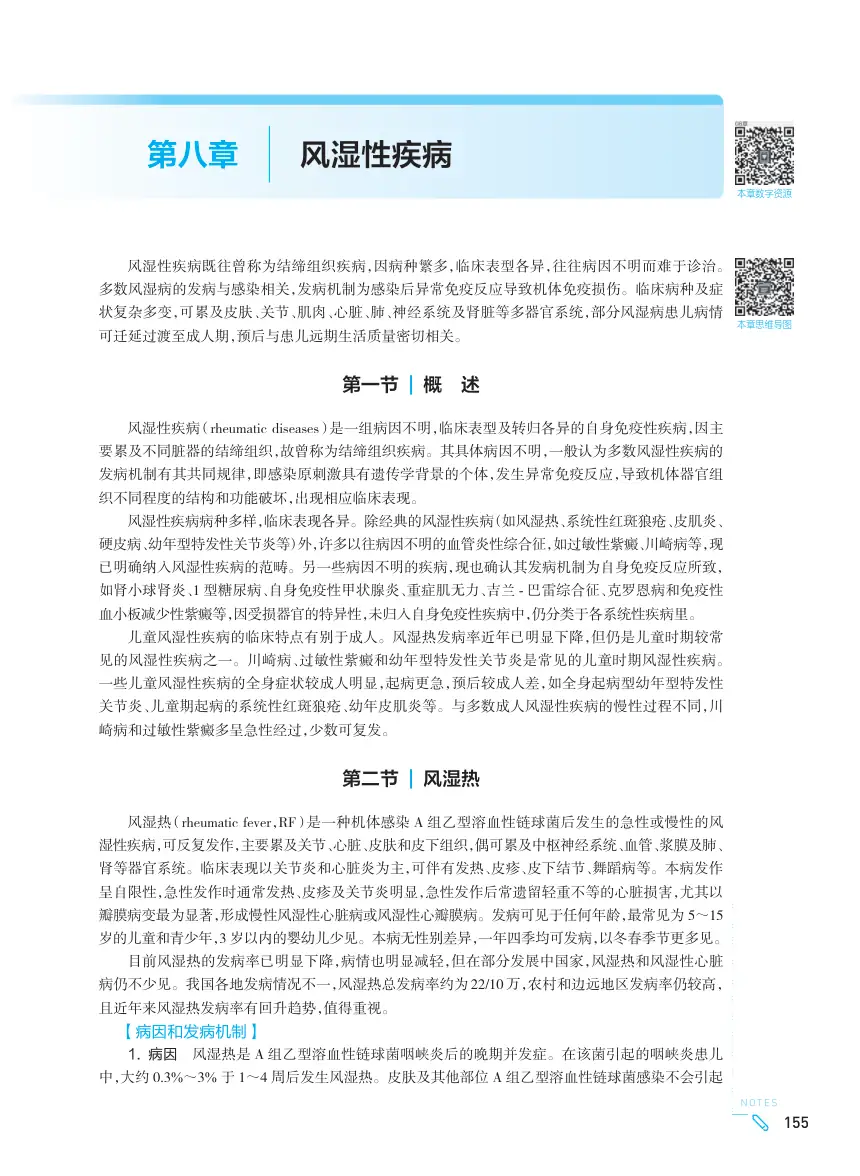 第八章 风湿性疾病
本章数字资源
风湿性疾病既往曾称为结缔组织疾病,因病种繁多,临床表型各异,往往病因不明而难于诊治。
多数风湿病的发病与感染相关,发病机制为感染后异常免疫反应导致机体免疫损伤。临床病种及症
状复杂多变,可累及皮肤、关节、肌肉、心脏、肺、神经系统及肾脏等多器官系统,部分风湿病患儿病情
可迁延过渡至成人期,预后与患儿远期生活质量密切相关。
本章思维导图
第一节 概 述
风湿性疾病(rheumatic diseases)是一组病因不明,临床表型及转归各异的自身免疫性疾病,因主
要累及不同脏器的结缔组织,故曾称为结缔组织疾病。其具体病因不明,一般认为多数风湿性疾病的
发病机制有其共同规律,即感染原刺激具有遗传学背景的个体,发生异常免疫反应,导致机体器官组
织不同程度的结构和功能破坏,出现相应临床表现。
风湿性疾病病种多样,临床表现各异。除经典的风湿性疾病(如风湿热、系统性红斑狼疮、皮肌炎、
硬皮病、幼年型特发性关节炎等)外,许多以往病因不明的血管炎性综合征,如过敏性紫癜、川崎病等,现
已明确纳入风湿性疾病的范畴。另一些病因不明的疾病,现也确认其发病机制为自身免疫反应所致,
如肾小球肾炎、1 型糖尿病、自身免疫性甲状腺炎、重症肌无力、吉兰 - 巴雷综合征、克罗恩病和免疫性
血小板减少性紫癜等,因受损器官的特异性,未归入自身免疫性疾病中,仍分类于各系统性疾病里。
儿童风湿性疾病的临床特点有别于成人。风湿热发病率近年已明显下降,但仍是儿童时期较常
见的风湿性疾病之一。川崎病、过敏性紫癜和幼年型特发性关节炎是常见的儿童时期风湿性疾病。
一些儿童风湿性疾病的全身症状较成人明显,起病更急,预后较成人差,如全身起病型幼年型特发性
关节炎、儿童期起病的系统性红斑狼疮、幼年皮肌炎等。与多数成人风湿性疾病的慢性过程不同,川
崎病和过敏性紫癜多呈急性经过,少数可复发。
第二节 风湿热
风湿热(rheumatic fever,RF)是一种机体感染 A 组乙型溶血性链球菌后发生的急性或慢性的风
湿性疾病,可反复发作,主要累及关节、心脏、皮肤和皮下组织,偶可累及中枢神经系统、血管、浆膜及肺、
肾等器官系统。临床表现以关节炎和心脏炎为主,可伴有发热、皮疹、皮下结节、舞蹈病等。本病发作
呈自限性,急性发作时通常发热、皮疹及关节炎明显,急性发作后常遗留轻重不等的心脏损害,尤其以
瓣膜病变最为显著,形成慢性风湿性心脏病或风湿性心瓣膜病。发病可见于任何年龄,最常见为 5～15
岁的儿童和青少年,3 岁以内的婴幼儿少见。本病无性别差异,一年四季均可发病,以冬春季节更多见。
目前风湿热的发病率已明显下降,病情也明显减轻,但在部分发展中国家,风湿热和风湿性心脏
病仍不少见。我国各地发病情况不一,风湿热总发病率约为 22/10 万,农村和边远地区发病率仍较高,
且近年来风湿热发病率有回升趋势,值得重视。
【病因和发病机制】
1. 病因 风湿热是 A 组乙型溶血性链球菌咽峡炎后的晚期并发症。在该菌引起的咽峡炎患儿
中,大约 0.3%～3% 于 1～4 周后发生风湿热。皮肤及其他部位 A 组乙型溶血性链球菌感染不会引起
NOTES
155